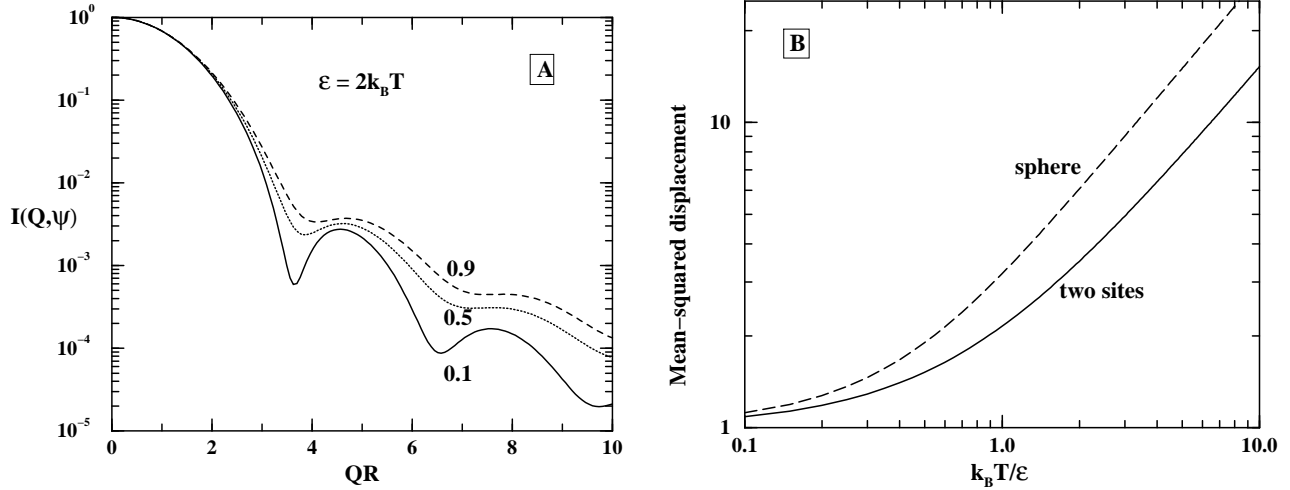 A
ε = 2k_BT
I(Q,ψ)
10^0
10^-1
10^-2
10^-3
10^-4
10^-5
0.9
0.5
0.1
0 2 4 6 8 10
QR
B
Mean-squared displacement
10
1
sphere
two sites
0.1 1.0 10.0
k_BT/ε